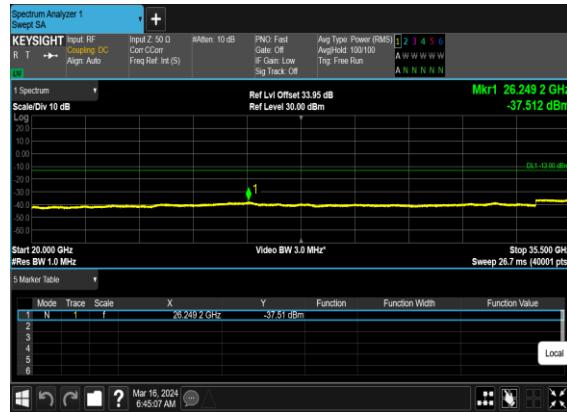 Spectrum Analyzer 1
Swept SA
+
KEYSIGHT Input: RF Input Z: 50 Ω #Atten: 10 dB PNO: Fast Avg Type: Power (RMS) 1 2 3 4 5 6
R T Coupling: DC Corr CCorr Gate: Off Avg|Hold: 100/100 A W W W W W
Align: Auto Freq Ref: Int (S) IF Gain: Low Trig: Free Run
Sig Track: Off A N N N N N
1 Spectrum Ref Lvl Offset 33.95 dB Mkr1 26.249 2 GHz
Scale/Div 10 dB Ref Level 30.00 dBm -37.512 dBm
Log
20.0
10.0
0.00
-10.0 DL1 -13.00 dBm
-20.0
-30.0 1
-40.0
-50.0
-60.0
Start 20.000 GHz Video BW 3.0 MHz* Stop 35.500 GHz
#Res BW 1.0 MHz Sweep 26.7 ms (40001 pts)
5 Marker Table
Mode Trace Scale X Y Function Function Width Function Value
1 N 1 f 26.249 2 GHz -37.51 dBm
2
3
4
5
6
Local
? Mar 16, 2024
6:45:07 AM